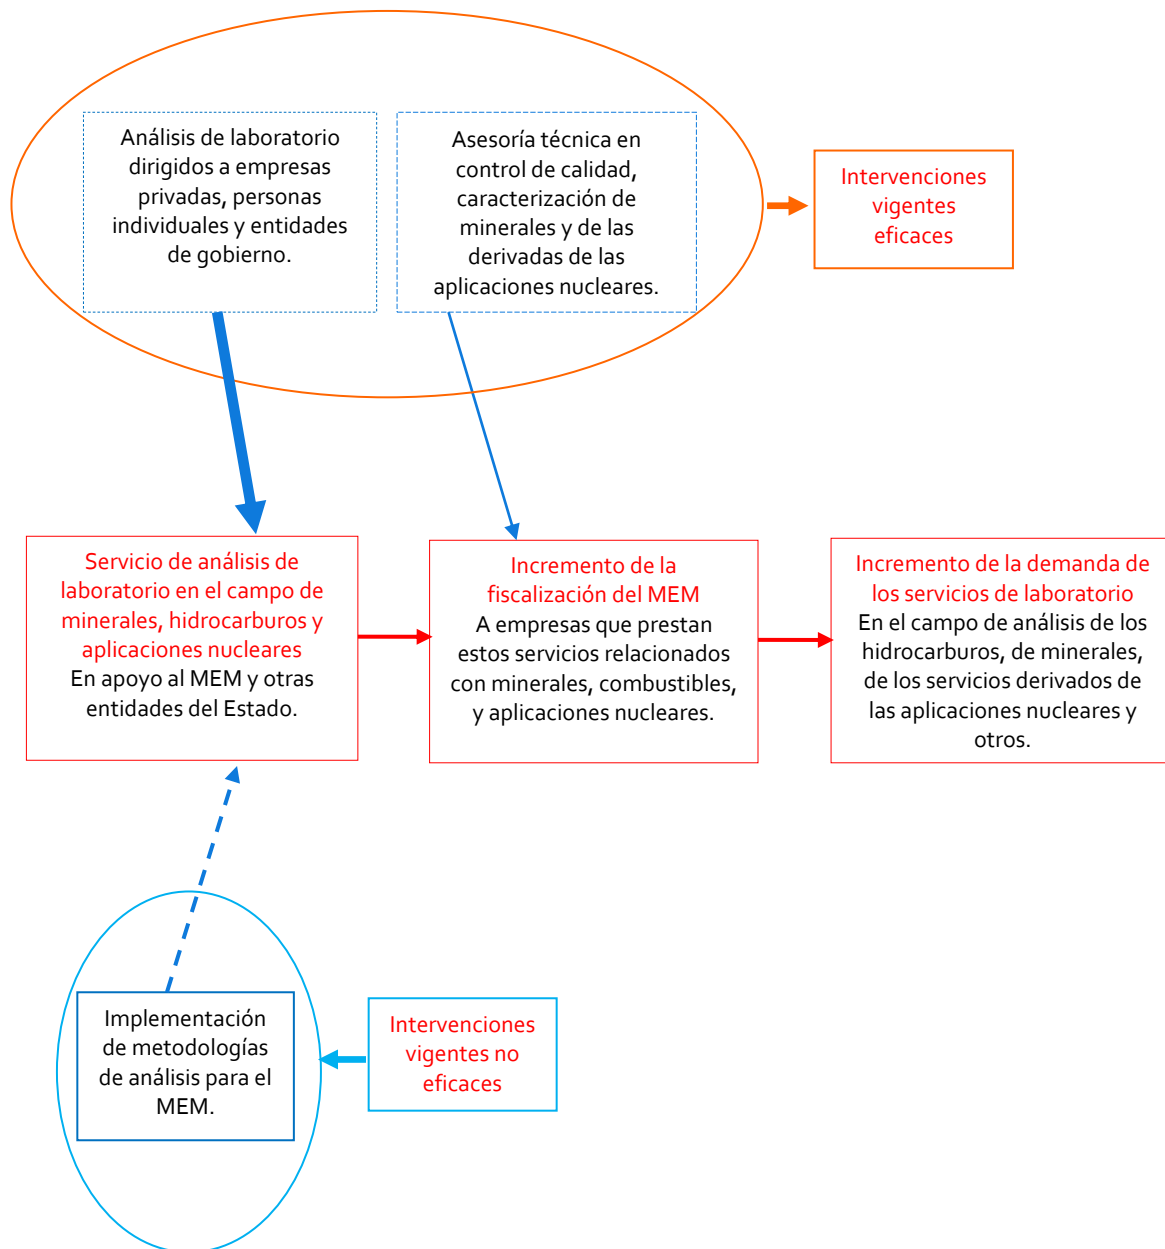 Análisis de laboratorio
dirigidos a empresas
privadas, personas
individuales y entidades
de gobierno.
Asesoría técnica en
control de calidad,
caracterización de
minerales y de las
derivadas de las
aplicaciones nucleares.
Intervenciones
vigentes
eficaces
Servicio de análisis de
laboratorio en el campo de
minerales, hidrocarburos y
aplicaciones nucleares
En apoyo al MEM y otras
entidades del Estado.
Incremento de la
fiscalización del MEM
A empresas que prestan
estos servicios relacionados
con minerales, combustibles,
y aplicaciones nucleares.
Incremento de la demanda de
los servicios de laboratorio
En el campo de análisis de los
hidrocarburos, de minerales,
de los servicios derivados de
las aplicaciones nucleares y
otros.
Implementación
de metodologías
de análisis para el
MEM.
Intervenciones
vigentes no
eficaces